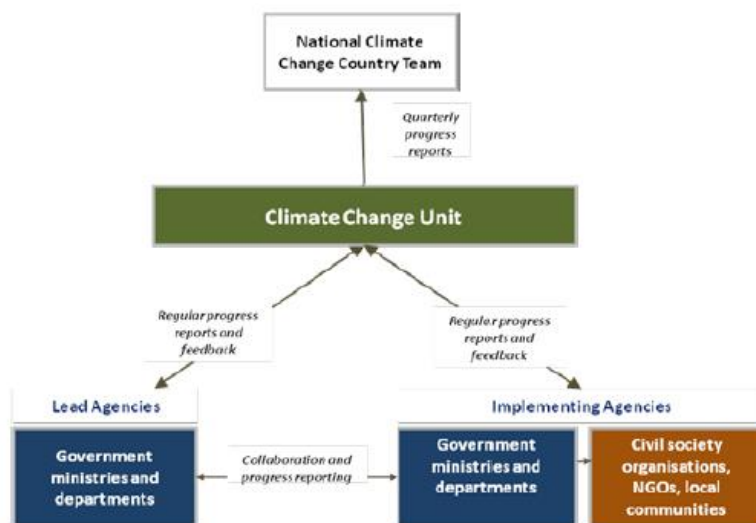 National Climate
Change Country Team
Quarterly
progress
reports
Climate Change Unit
Regular progress
reports and
feedback
Regular progress
reports and
feedback
Lead Agencies
Implementing Agencies
Government
ministries and
departments
Collaboration and
progress reporting
Government
ministries and
departments
Civil society
organisations,
NGOs, local
communities